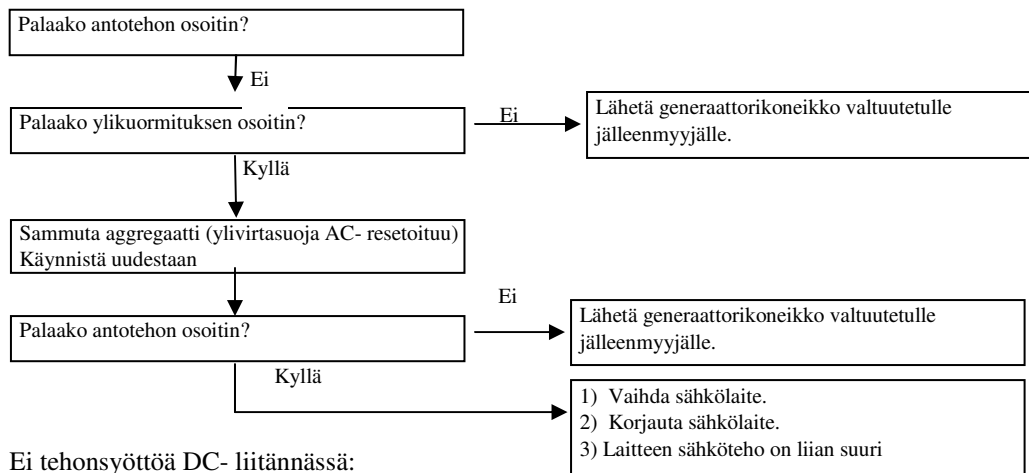 Palaako antotehon osoitin?
Ei
Palaako ylikuormituksen osoitin?
Ei
Lähetä generaattorikoneikko valtuutetulle
jälleenmyyjälle.
Kyllä
Sammuta aggregaatti (ylivirtasuoja AC- resetoituu)
Käynnistä uudestaan
Palaako antotehon osoitin?
Ei
Lähetä generaattorikoneikko valtuutetulle
jälleenmyyjälle.
Kyllä
1) Vaihda sähkölaite.
2) Korjauta sähkölaite.
3) Laitteen sähköteho on liian suuri
Ei tehonsyöttöä DC- liitännässä: